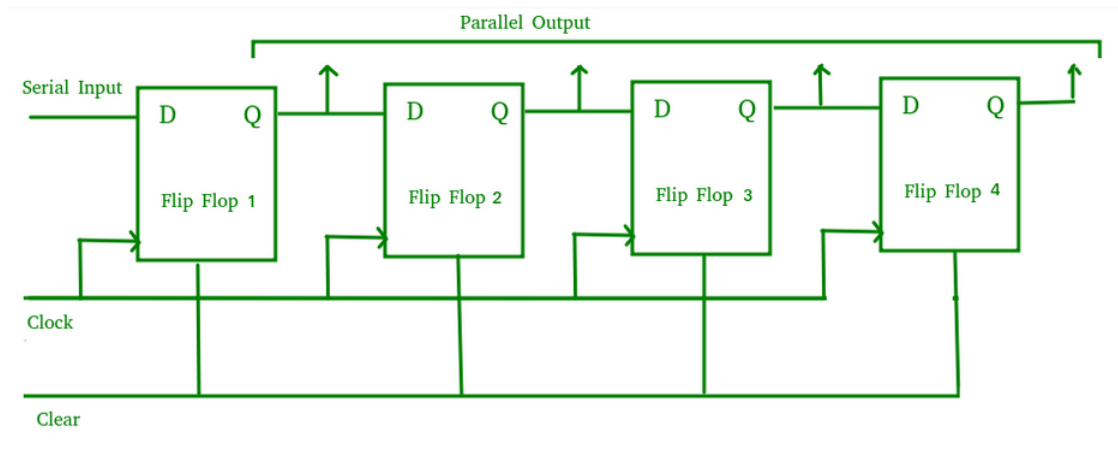 Parallel Output
Serial Input
D Q
D Q
D Q
D Q
Flip Flop 1
Flip Flop 2
Flip Flop 3
Flip Flop 4
Clock
Clear